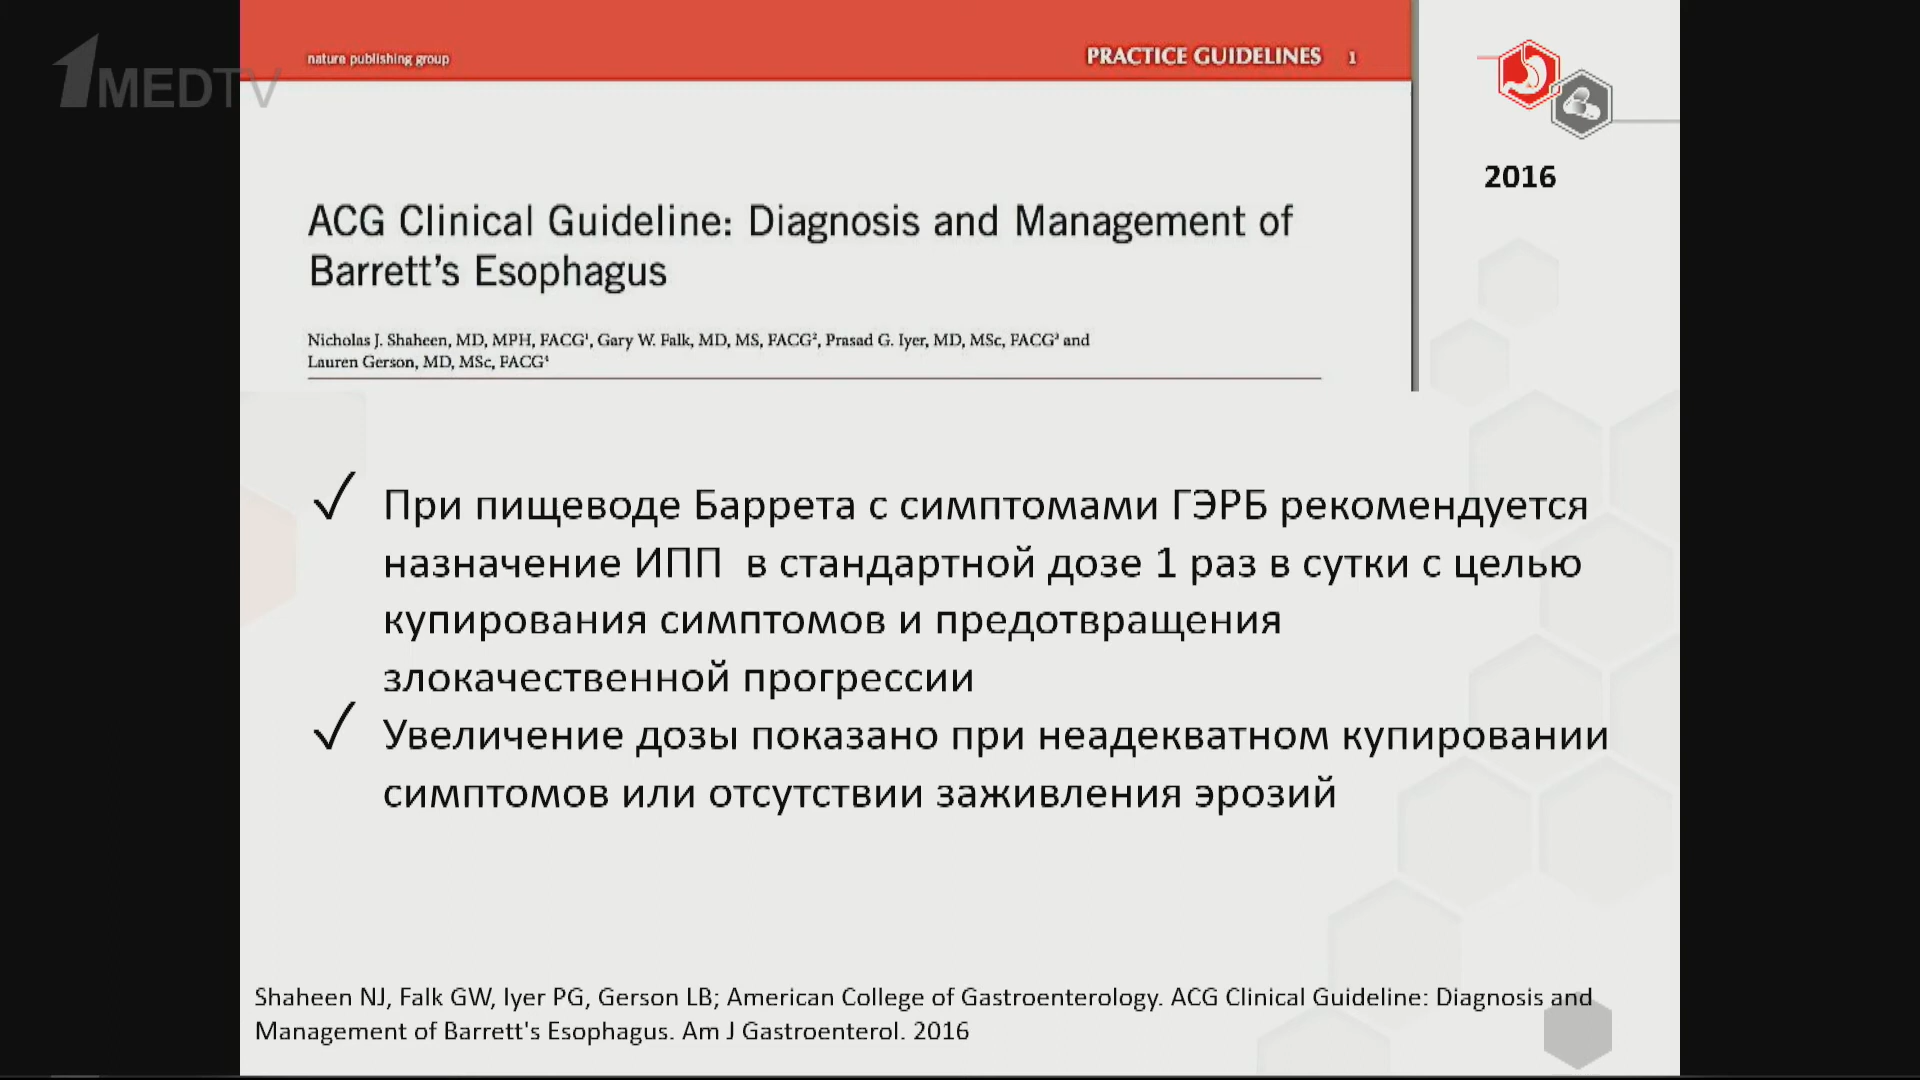 1MEDTV
nature publishing group
PRACTICE GUIDELINES 1
2016
ACG Clinical Guideline: Diagnosis and Management of
Barrett’s Esophagus
Nicholas J. Shaheen, MD, MPH, FACG¹, Gary W. Falk, MD, MS, FACG², Prasad G. Iyer, MD, MSc, FACG³ and
Lauren Gerson, MD, MSc, FACG⁴
✓ При пищеводе Баррета с симптомами ГЭРБ рекомендуется
назначение ИПП в стандартной дозе 1 раз в сутки с целью
купирования симптомов и предотвращения
злокачественной прогрессии
✓ Увеличение дозы показано при неадекватном купировании
симптомов или отсутствии заживления эрозий
Shaheen NJ, Falk GW, Iyer PG, Gerson LB; American College of Gastroenterology. ACG Clinical Guideline: Diagnosis and
Management of Barrett's Esophagus. Am J Gastroenterol. 2016